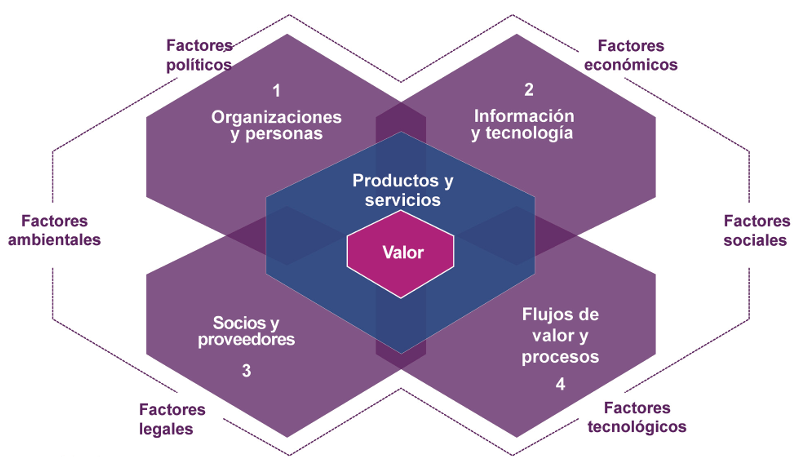 Factores
políticos
Factores
económicos
1
Organizaciones
y personas
2
Información
y tecnología
Productos y
servicios
Factores
ambientales
Valor
Factores
sociales
Socios y
proveedores
3
Flujos de
valor y
procesos
4
Factores
legales
Factores
tecnológicos